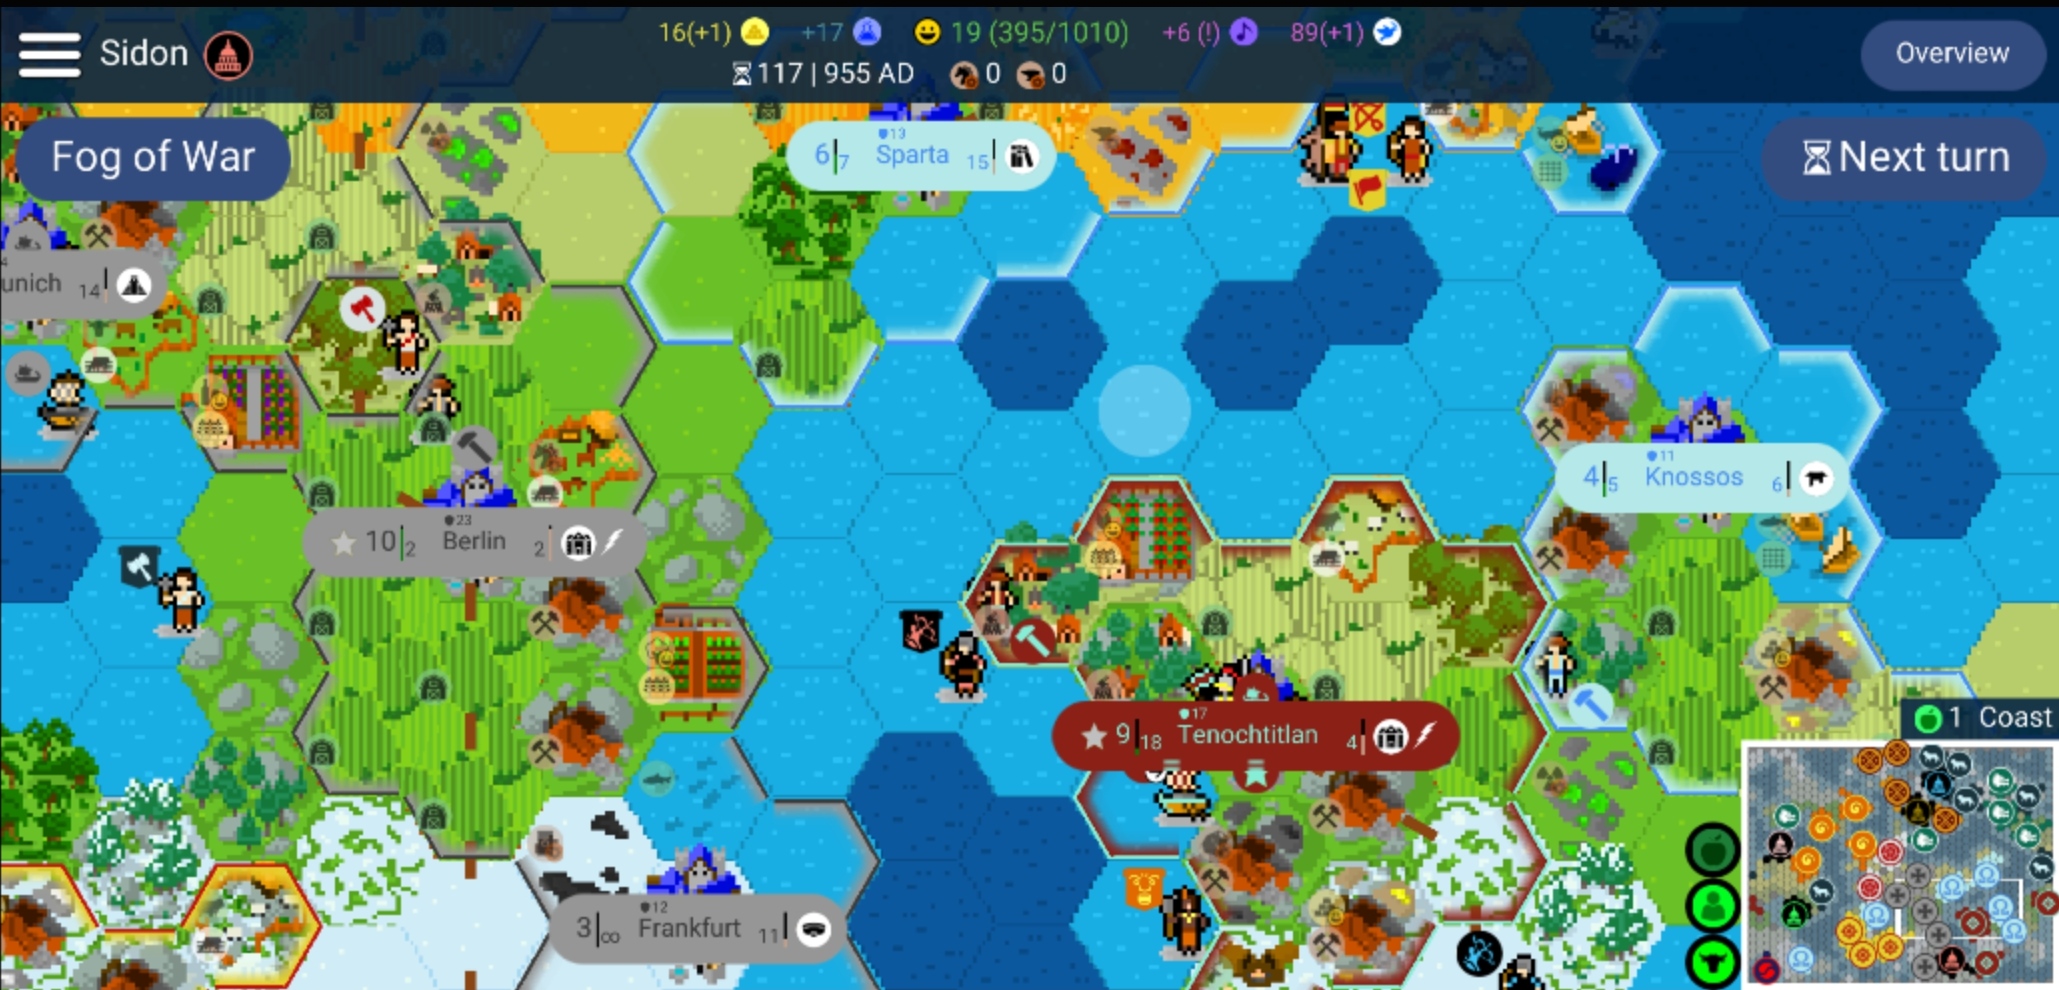 Sidon 16(+1) +17 19 (395/1010) +6 (!) 89(+1) Overview
117 | 955 AD 0 0
Fog of War
Next turn
13
6 7 Sparta 15
unich 14
11
4 5 Knossos 6
23
10 2 Berlin 2
1 Coast
17
9 18 Tenochtitlan 4
12
3 ∞ Frankfurt 11